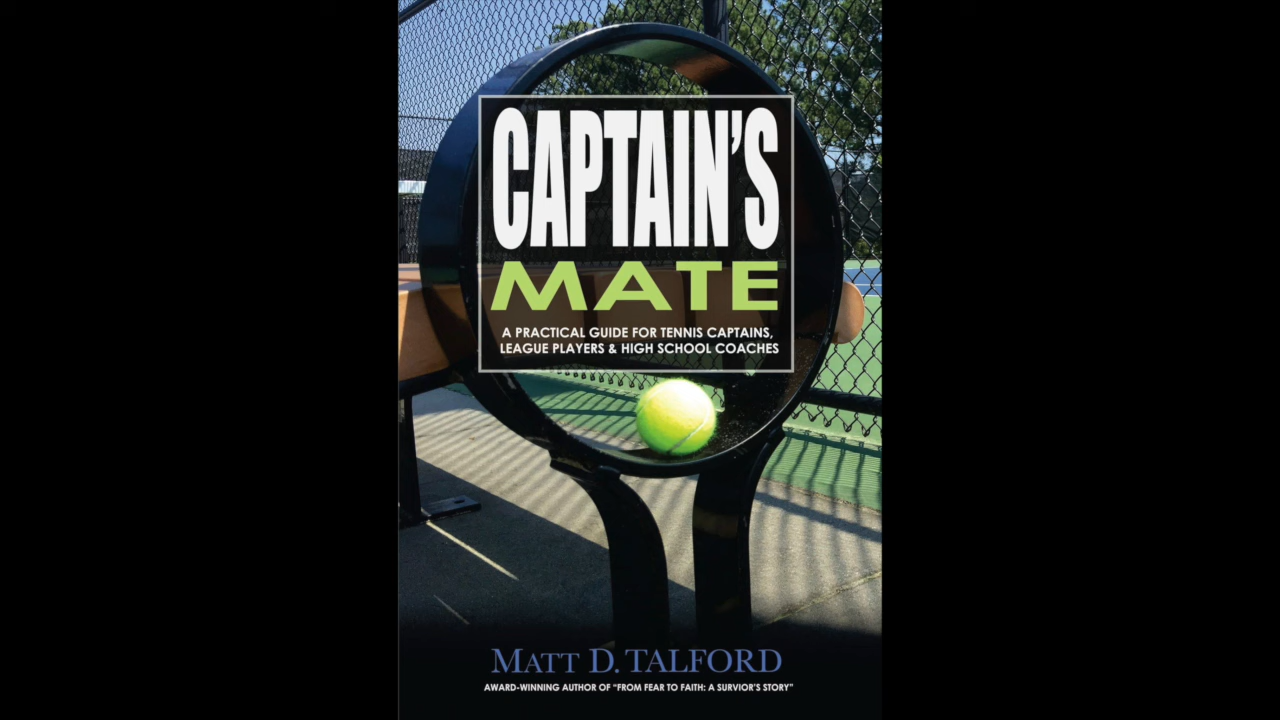 CAPTAIN'S
MATE
A PRACTICAL GUIDE FOR TENNIS CAPTAINS,
LEAGUE PLAYERS & HIGH SCHOOL COACHES
MATT D. TALFORD
AWARD-WINNING AUTHOR OF "FROM FEAR TO FAITH: A SURVIOR'S STORY"